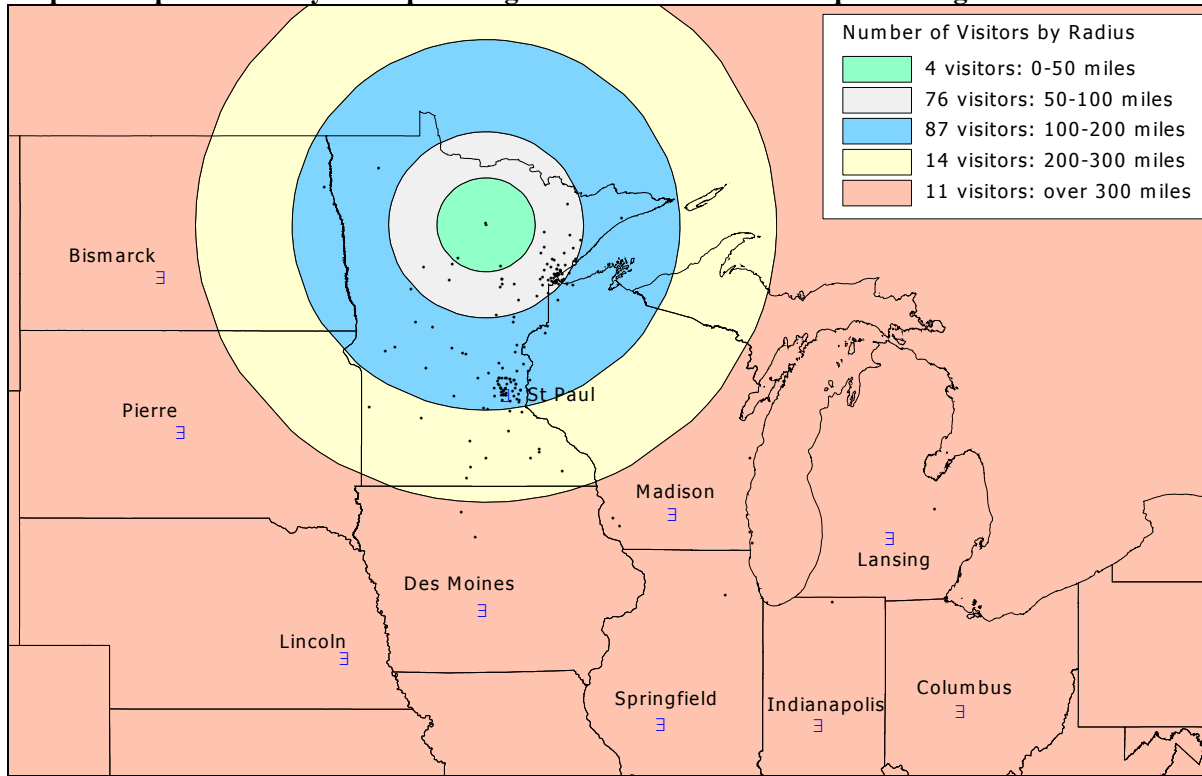 Number of Visitors by Radius
4 visitors: 0-50 miles
76 visitors: 50-100 miles
87 visitors: 100-200 miles
14 visitors: 200-300 miles
11 visitors: over 300 miles
Bismarck
Pierre
St Paul
Madison
Lansing
Des Moines
Lincoln
Springfield
Indianapolis
Columbus